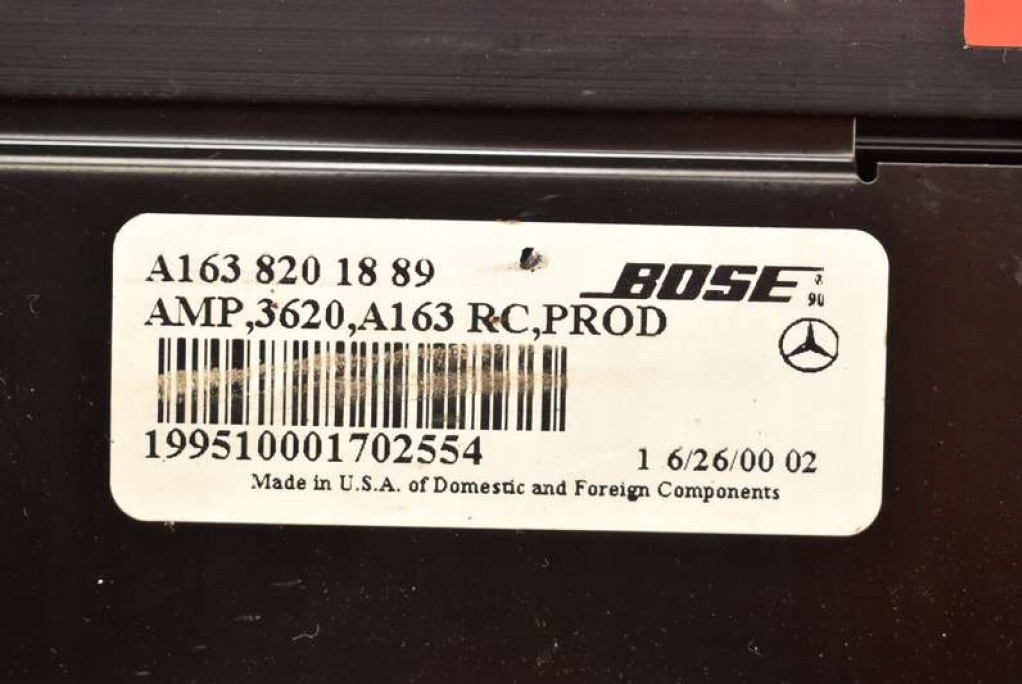 A163 820 18 89
BOSE
AMP,3620,A163 RC,PROD
90
199510001702554
1 6/26/00 02
Made in U.S.A. of Domestic and Foreign Components